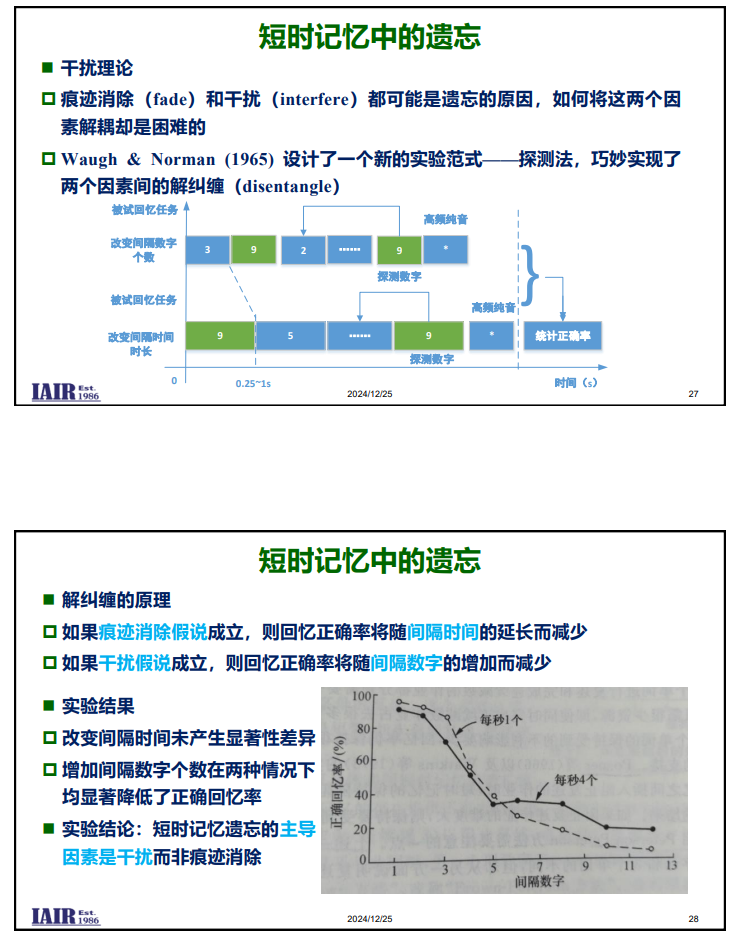 短时记忆中的遗忘
干扰理论
痕迹消除（fade）和干扰（interfere）都可能是遗忘的原因，如何将这两个因
素解耦却是困难的
Waugh & Norman (1965) 设计了一个新的实验范式——探测法，巧妙实现了
两个因素间的解纠缠（disentangle）
被试回忆任务
高频纯音
改变间隔数字
个数
3 9 2 …… 9 *
探测数字
被试回忆任务
高频纯音
改变间隔时间
时长
9 5 …… 9 * 统计正确率
探测数字
0 0.25~1s 时间（s）
IAIR Est. 1986
2024/12/25
27
短时记忆中的遗忘
解纠缠的原理
如果痕迹消除假说成立，则回忆正确率将随间隔时间的延长而减少
如果干扰假说成立，则回忆正确率将随间隔数字的增加而减少
实验结果
改变间隔时间未产生显著性差异
增加间隔数字个数在两种情况下
均显著降低了正确回忆率
实验结论：短时记忆遗忘的主导
因素是干扰而非痕迹消除
正确回忆率/(%)
100
80
60
40
20
0
每秒1个
每秒4个
1 3 5 7 9 11 13
间隔数字
IAIR Est. 1986
2024/12/25
28